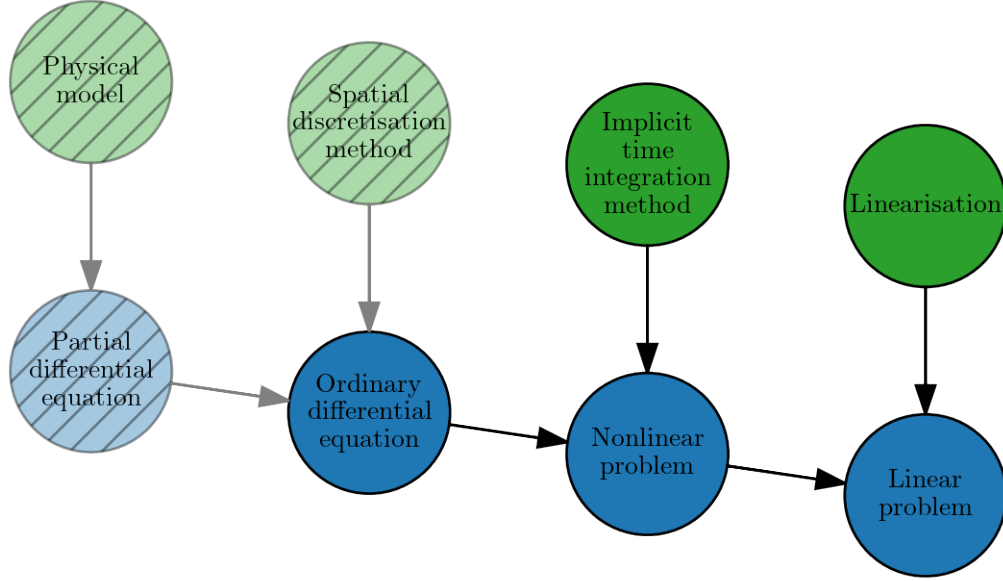 Physical
model
Spatial
discretisation
method
Implicit
time
integration
method
Linearisation
Partial
differential
equation
Ordinary
differential
equation
Nonlinear
problem
Linear
problem